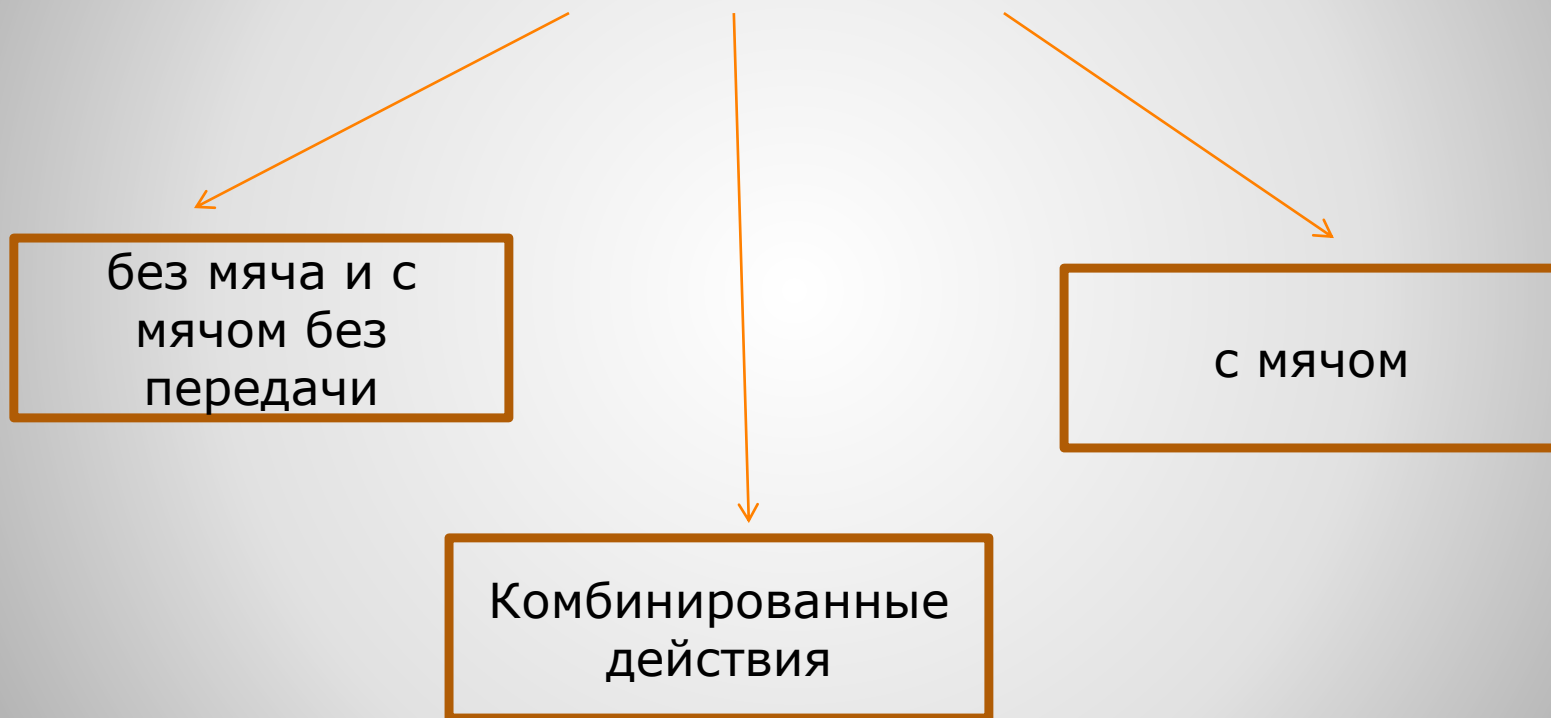 без мяча и с
мячом без
передачи
с мячом
Комбинированные
действия